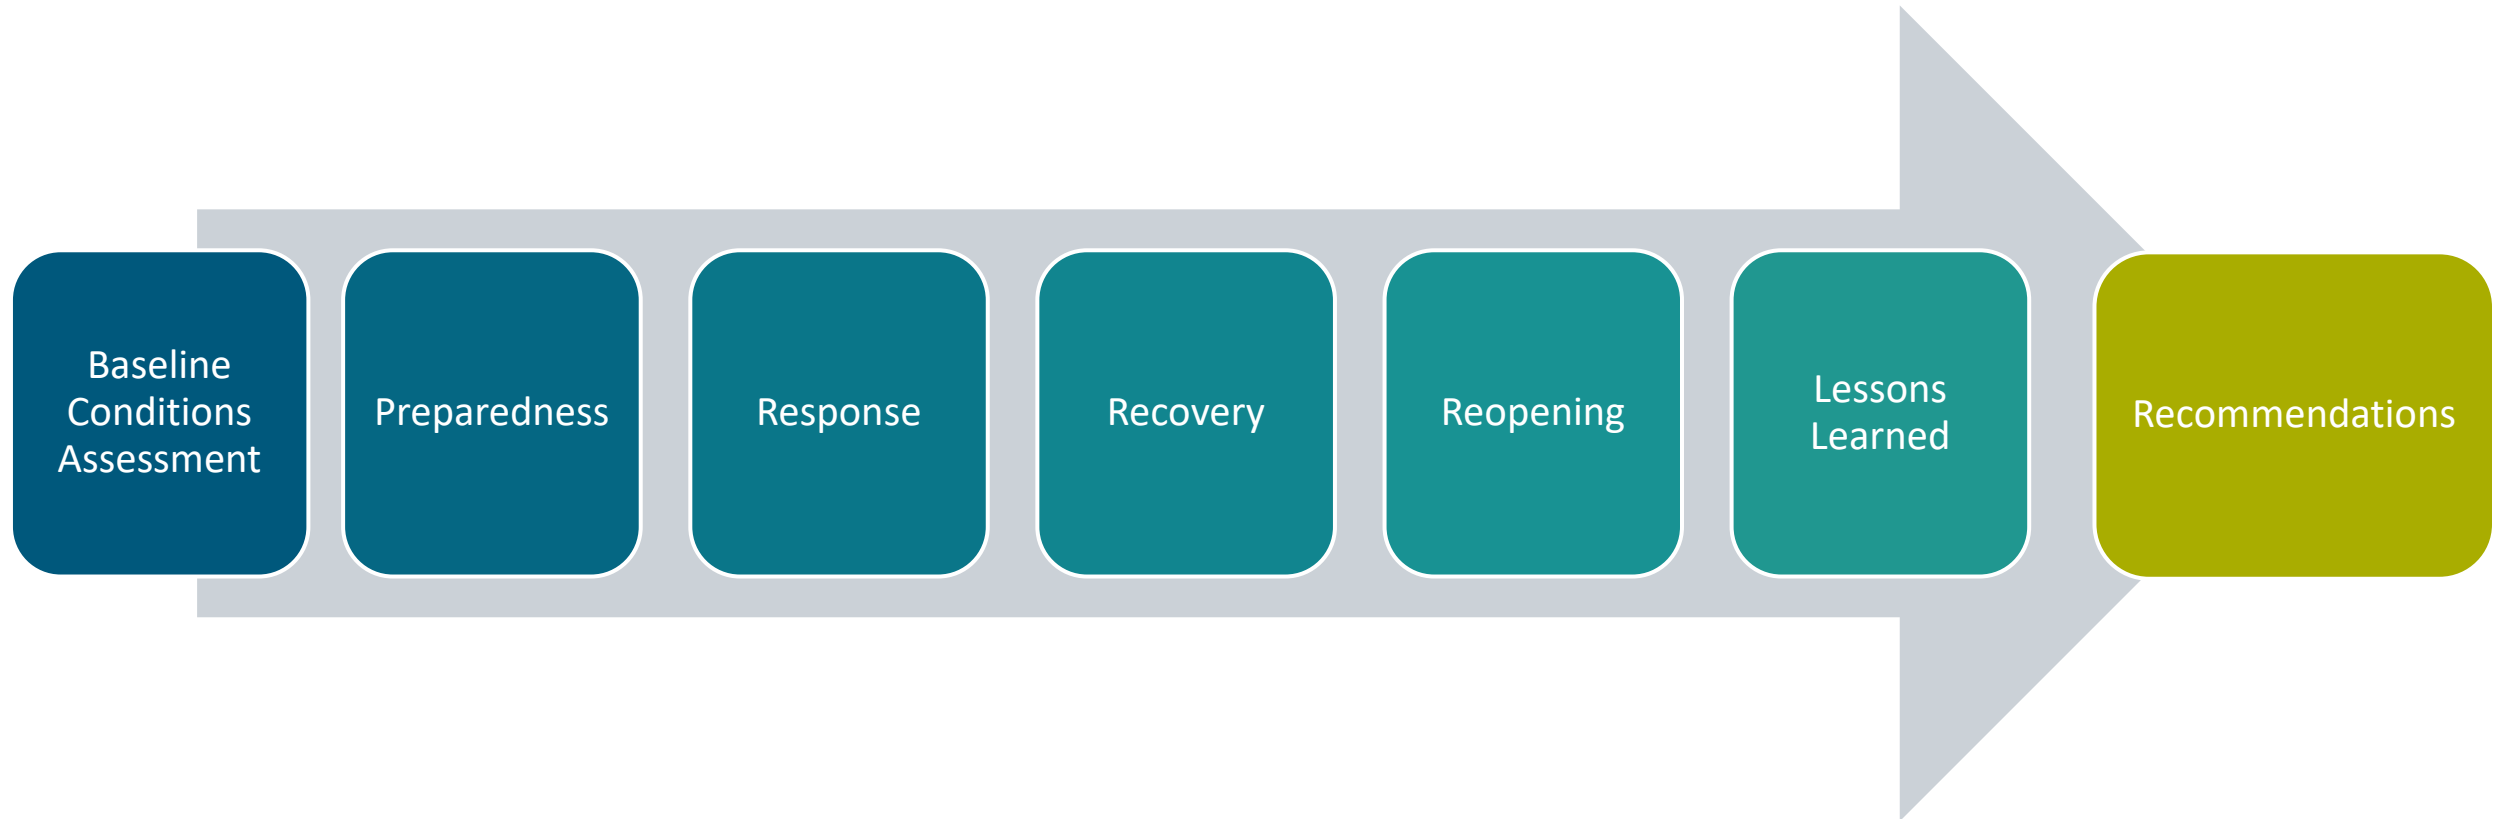 Baseline
Conditions
Assessment
Preparedness
Response
Recovery
Reopening
Lessons
Learned
Recommendations